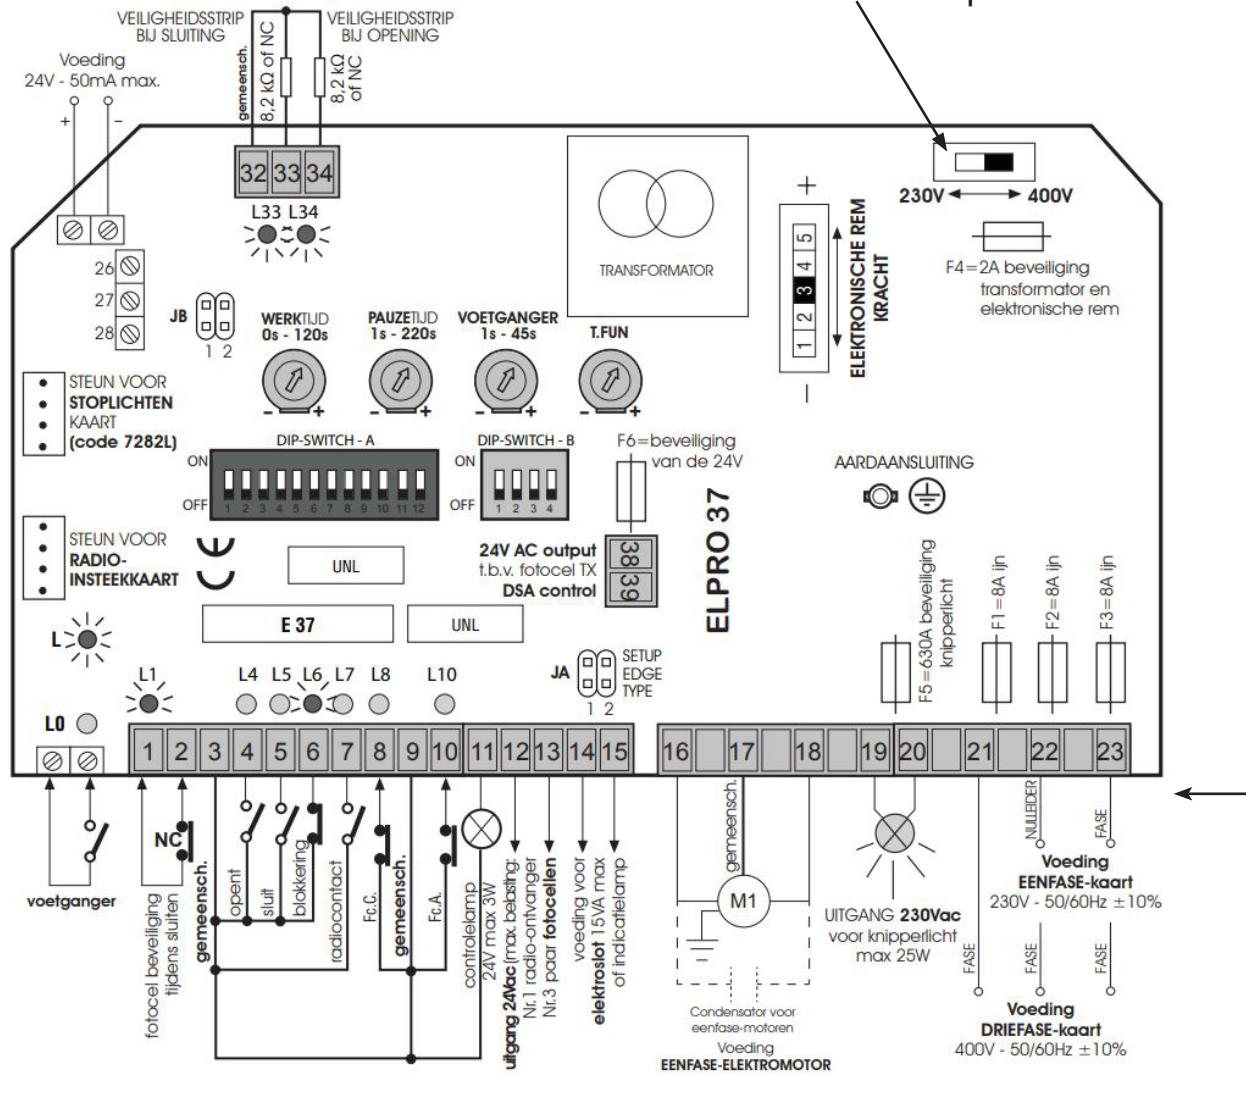 VEILIGHEIDSSTRIP
BIJ SLUITING
VEILIGHEIDSSTRIP
BIJ OPENING
gemeensch.
8,2 kΩ of NC
8,2 kΩ
of NC
Voeding
24V - 50mA max.
+
−
32 33 34
L33 L34
26
27
28
JB
1 2
WERKTIJD
0s - 120s
PAUZETIJD
1s - 220s
VOETGANGER
1s - 45s
T.FUN
- +
- +
- +
- +
TRANSFORMATOR
+
5
4
3
2
1
−
ELEKTRONISCHE REM
KRACHT
230V 400V
F4=2A beveiliging
transformator en
elektronische rem
STEUN VOOR
STOPLICHTEN
KAART
(code 7282L)
DIP-SWITCH - A
ON
OFF
1 2 3 4 5 6 7 8 9 10 11 12
DIP-SWITCH - B
ON
OFF
1 2 3 4
F6=beveiliging
van de 24V
AARDAANSLUITING
STEUN VOOR
RADIO-
INSTEEKKAART
UNL
24V AC output
t.b.v. fotocel TX
DSA control
38
39
ELPRO 37
E 37
UNL
L
JA
SETUP
EDGE
TYPE
1 2
F5=630A beveiliging
knipperlicht
F1=8A ijn
F2=8A ijn
F3=8A ijn
L0
L1
L4 L5 L6 L7 L8
L10
1 2 3 4 5 6 7 8 9 10 11 12 13 14 15
16 17 18 19 20 21 22 23
voetganger
NC
fotocel beveiliging
tijdens sluiten
gemeensch.
opent
sluit
blokkering
radiocontact
Fc.C.
gemeensch.
Fc.A.
controlelamp
24V max 3W
uitgang 24Vac (max. belasting:
Nr.1 radio-ontvanger
Nr.3 paar fotocellen
voeding voor
elektroslot 15VA max
of indicatielamp
gemeensch.
M1
Condensator voor
eenfase-motoren
Voeding
EENFASE-ELEKTROMOTOR
UITGANG 230Vac
voor knipperlicht
max 25W
NULLEIDER
FASE
Voeding
EENFASE-kaart
230V - 50/60Hz ±10%
FASE
FASE
FASE
Voeding
DRIEFASE-kaart
400V - 50/60Hz ±10%